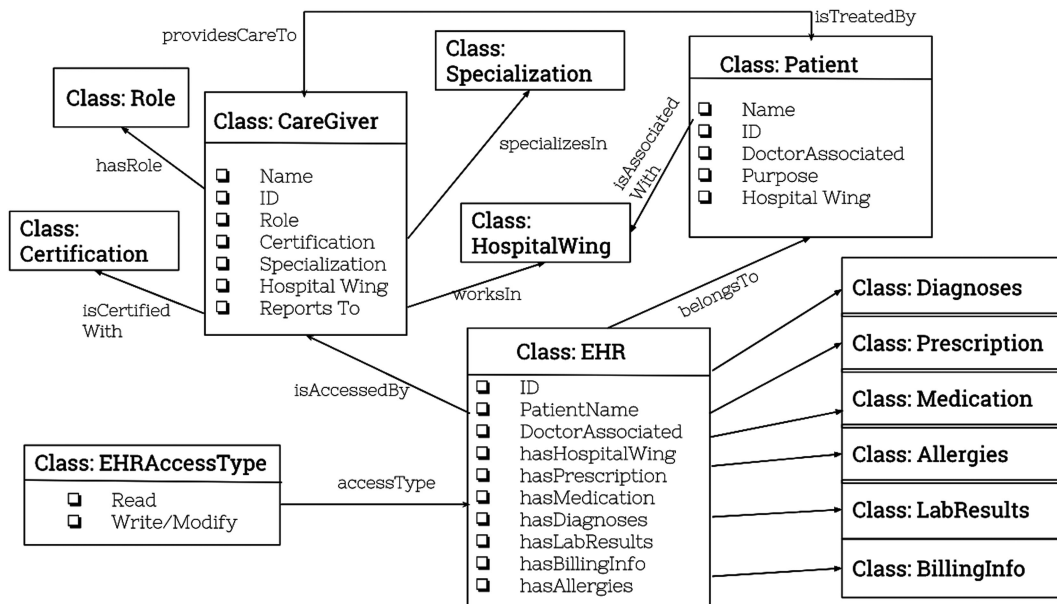 providesCareTo
isTreatedBy
Class:
Specialization
Class: Patient
Name
ID
DoctorAssociated
Purpose
Hospital Wing
Class: Role
Class: CareGiver
Name
ID
Role
Certification
Specialization
Hospital Wing
Reports To
hasRole
specializesIn
isAssociated
With
Class:
Certification
Class:
HospitalWing
isCertified
With
worksIn
belongsTo
Class: Diagnoses
Class: Prescription
Class: Medication
Class: Allergies
Class: LabResults
Class: BillingInfo
Class: EHR
ID
PatientName
DoctorAssociated
hasHospitalWing
hasPrescription
hasMedication
hasDiagnoses
hasLabResults
hasBillingInfo
hasAllergies
isAccessedBy
Class: EHRAccessType
Read
Write/Modify
accessType